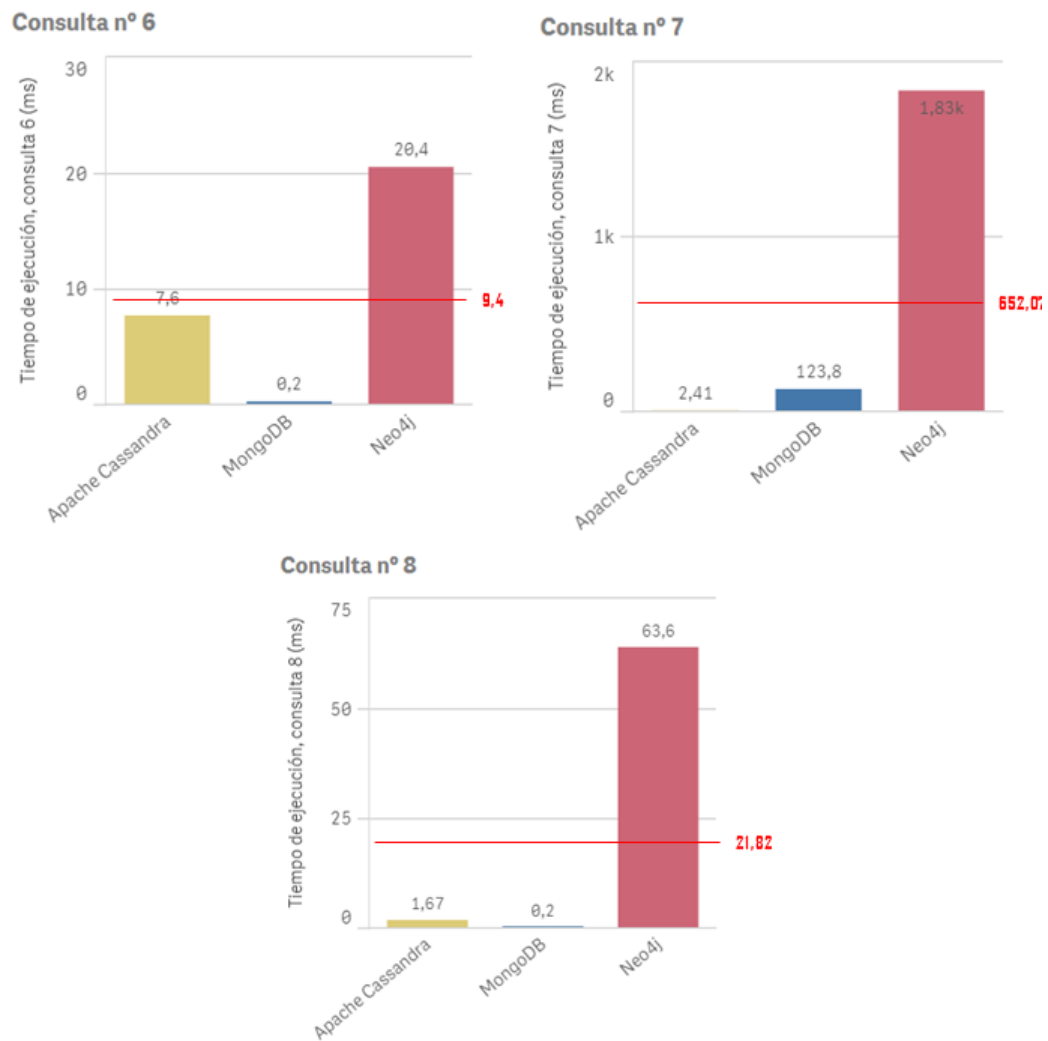 Consulta nº 6
Tiempo de ejecución, consulta 6 (ms)
30
20
10
0
7,6
0,2
20,4
9,4
Apache Cassandra
MongoDB
Neo4j
Consulta nº 7
Tiempo de ejecución, consulta 7 (ms)
2k
1k
0
2,41
123,8
1,83k
652,07
Apache Cassandra
MongoDB
Neo4j
Consulta nº 8
Tiempo de ejecución, consulta 8 (ms)
75
50
25
0
1,67
0,2
63,6
21,82
Apache Cassandra
MongoDB
Neo4j